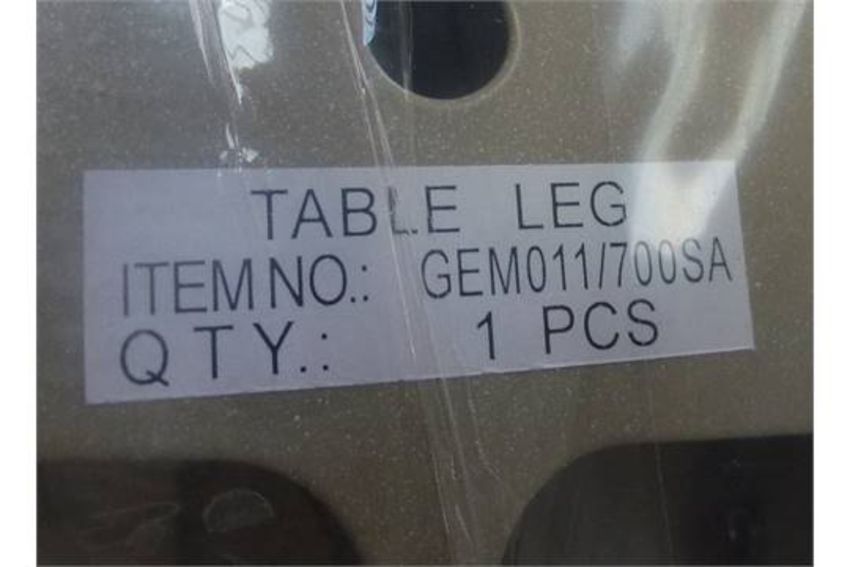 TABLE LEG
ITEM NO.: GEM011/700SA
QTY.: 1 PCS